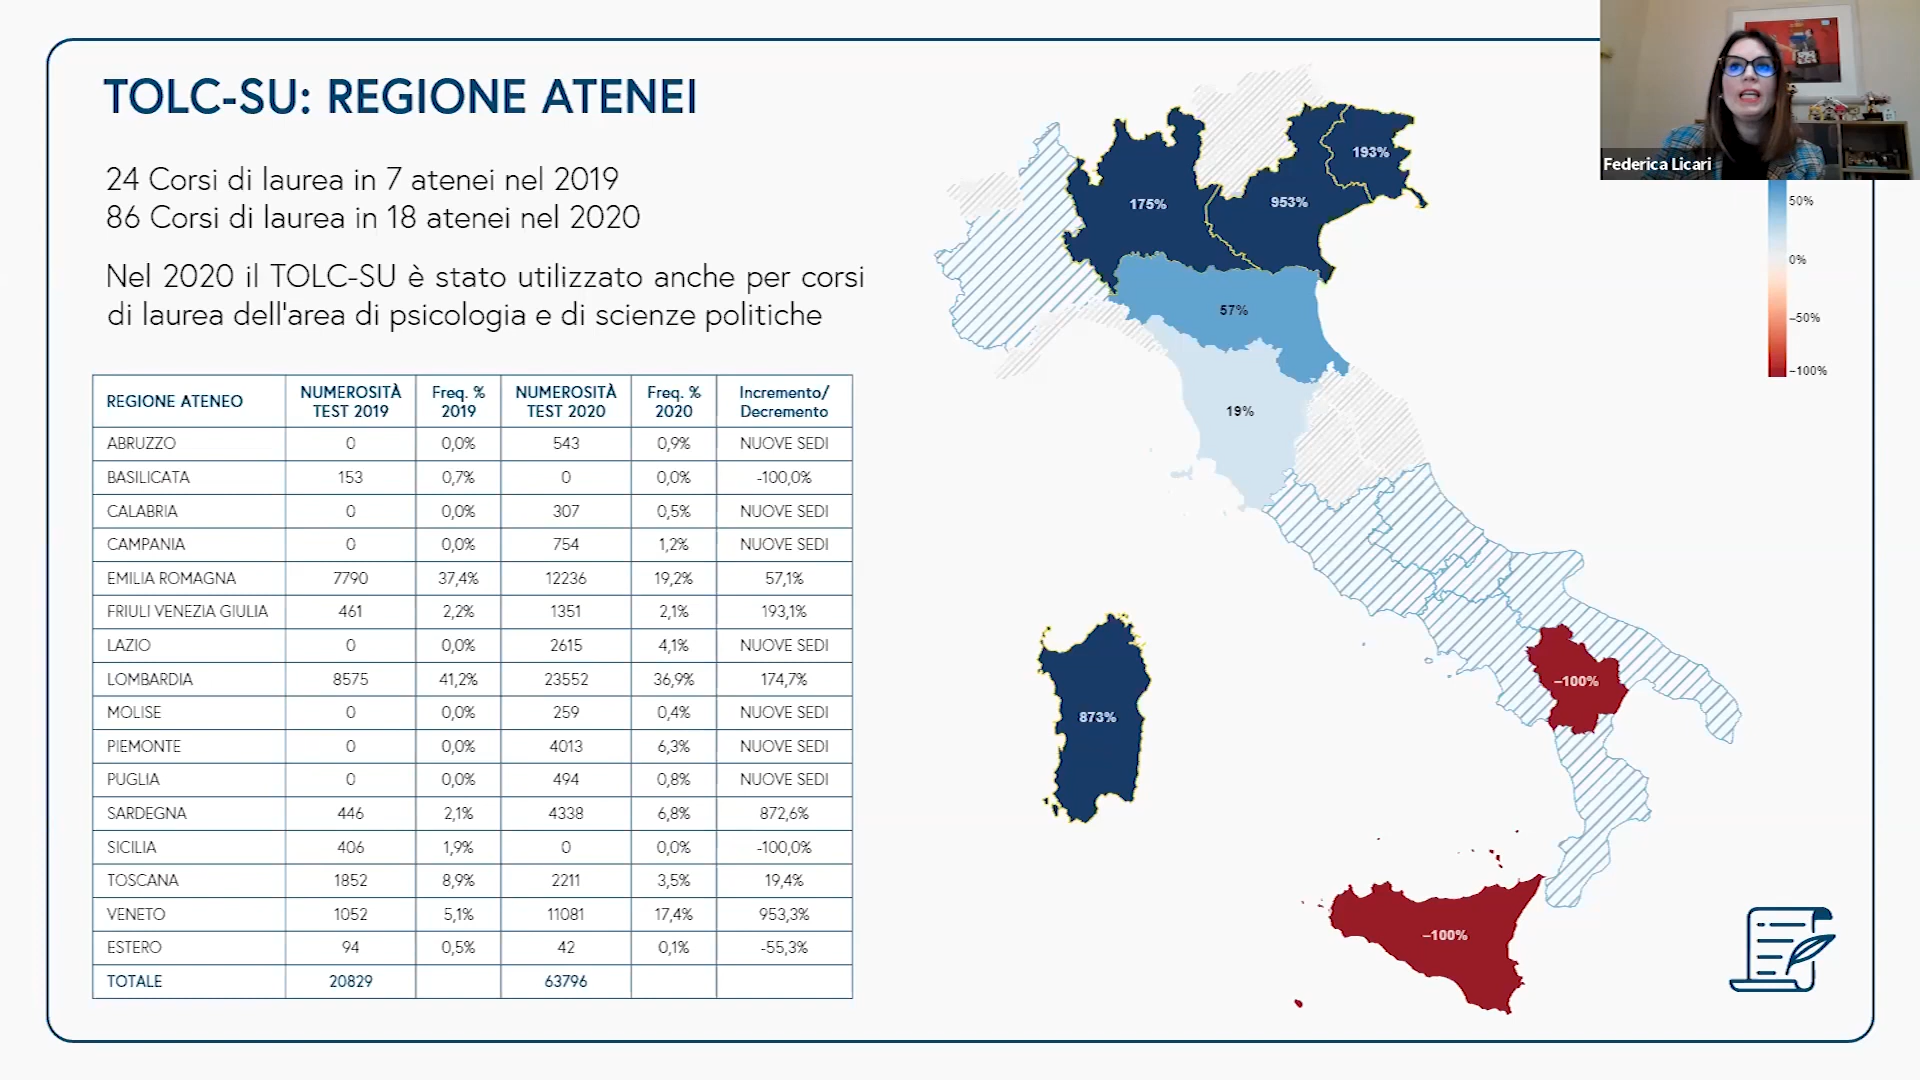 TOLC-SU: REGIONE ATENEI
24 Corsi di laurea in 7 atenei nel 2019
86 Corsi di laurea in 18 atenei nel 2020
Nel 2020 il TOLC-SU è stato utilizzato anche per corsi
di laurea dell'area di psicologia e di scienze politiche
REGIONE ATENEO NUMEROSITÀ TEST 2019 Freq. % 2019 NUMEROSITÀ TEST 2020 Freq. % 2020 Incremento/ Decremento
ABRUZZO 0 0,0% 543 0,9% NUOVE SEDI
BASILICATA 153 0,7% 0 0,0% -100,0%
CALABRIA 0 0,0% 307 0,5% NUOVE SEDI
CAMPANIA 0 0,0% 754 1,2% NUOVE SEDI
EMILIA ROMAGNA 7790 37,4% 12236 19,2% 57,1%
FRIULI VENEZIA GIULIA 461 2,2% 1351 2,1% 193,1%
LAZIO 0 0,0% 2615 4,1% NUOVE SEDI
LOMBARDIA 8575 41,2% 23552 36,9% 174,7%
MOLISE 0 0,0% 259 0,4% NUOVE SEDI
PIEMONTE 0 0,0% 4013 6,3% NUOVE SEDI
PUGLIA 0 0,0% 494 0,8% NUOVE SEDI
SARDEGNA 446 2,1% 4338 6,8% 872,6%
SICILIA 406 1,9% 0 0,0% -100,0%
TOSCANA 1852 8,9% 2211 3,5% 19,4%
VENETO 1052 5,1% 11081 17,4% 953,3%
ESTERO 94 0,5% 42 0,1% -55,3%
TOTALE 20829 63796
193%
175%
953%
57%
19%
873%
–100%
–100%
Federica Licari
50%
0%
–50%
–100%